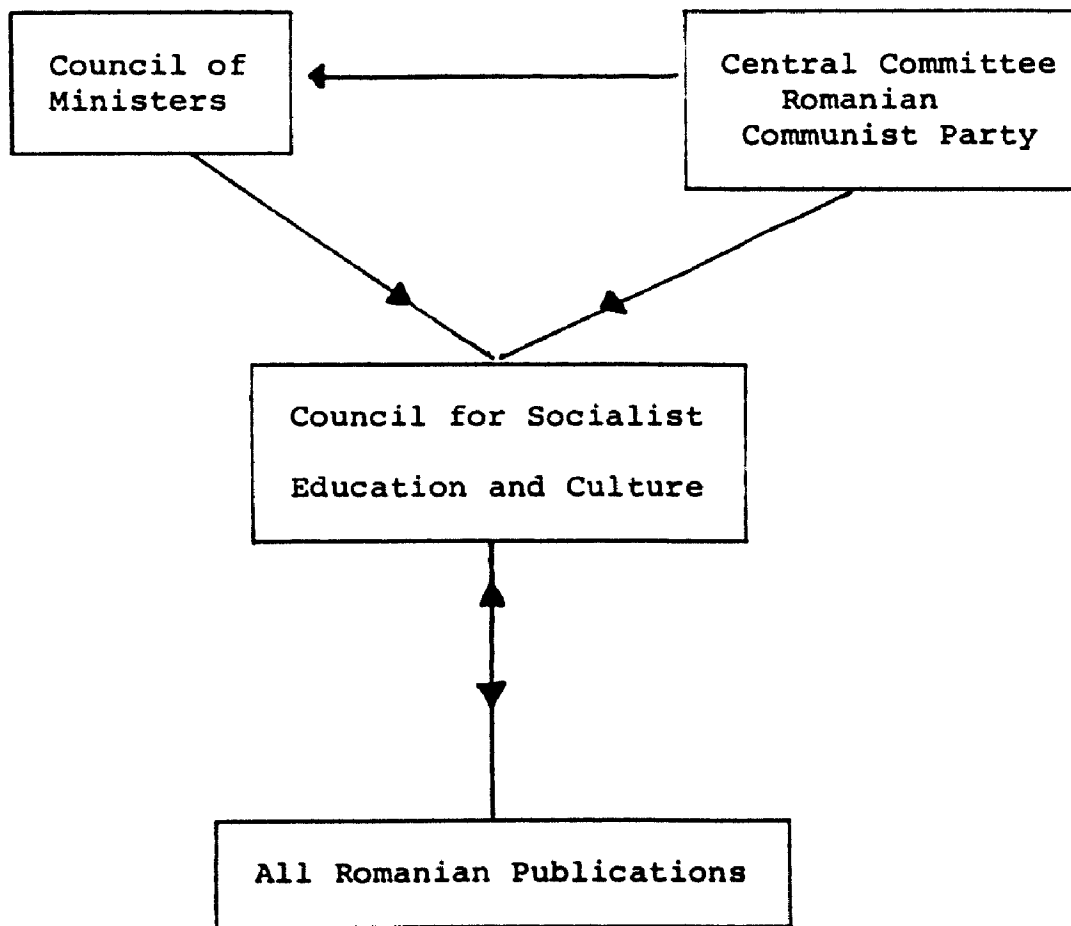 Council of
Ministers
Central Committee
Romanian
Communist Party
Council for Socialist
Education and Culture
All Romanian Publications